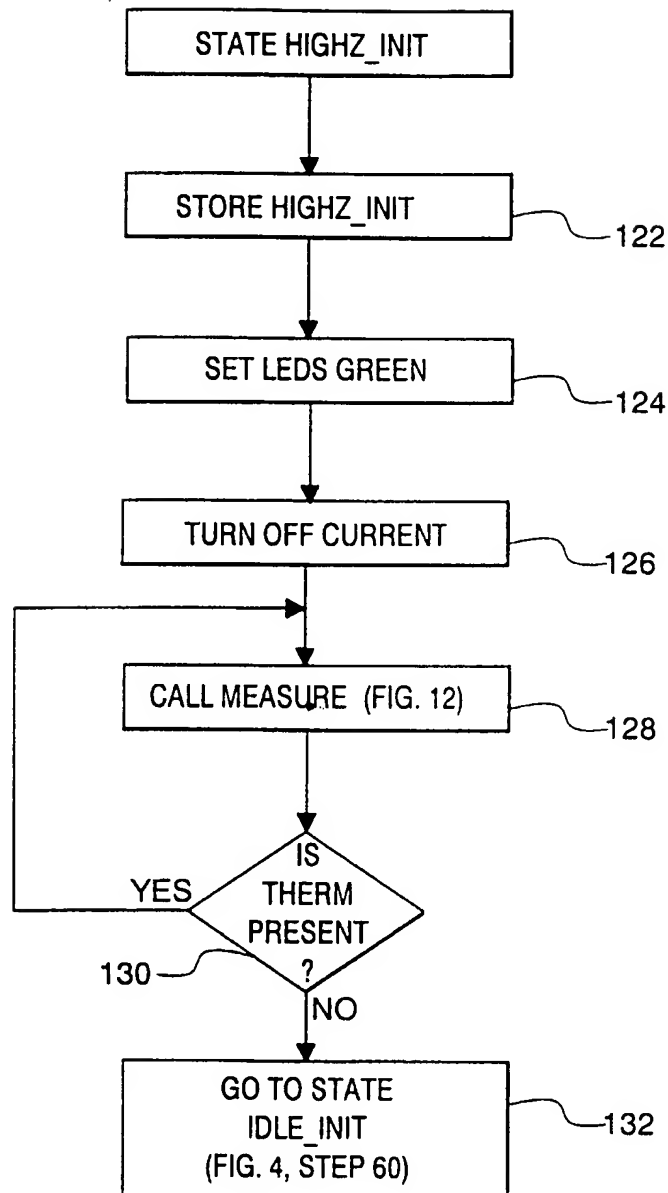 STATE HIGHZ_INIT
STORE HIGHZ_INIT
122
SET LEDS GREEN
124
TURN OFF CURRENT
126
CALL MEASURE (FIG. 12)
128
IS
THERM
PRESENT
?
YES
130
NO
GO TO STATE
IDLE_INIT
(FIG. 4, STEP 60)
132